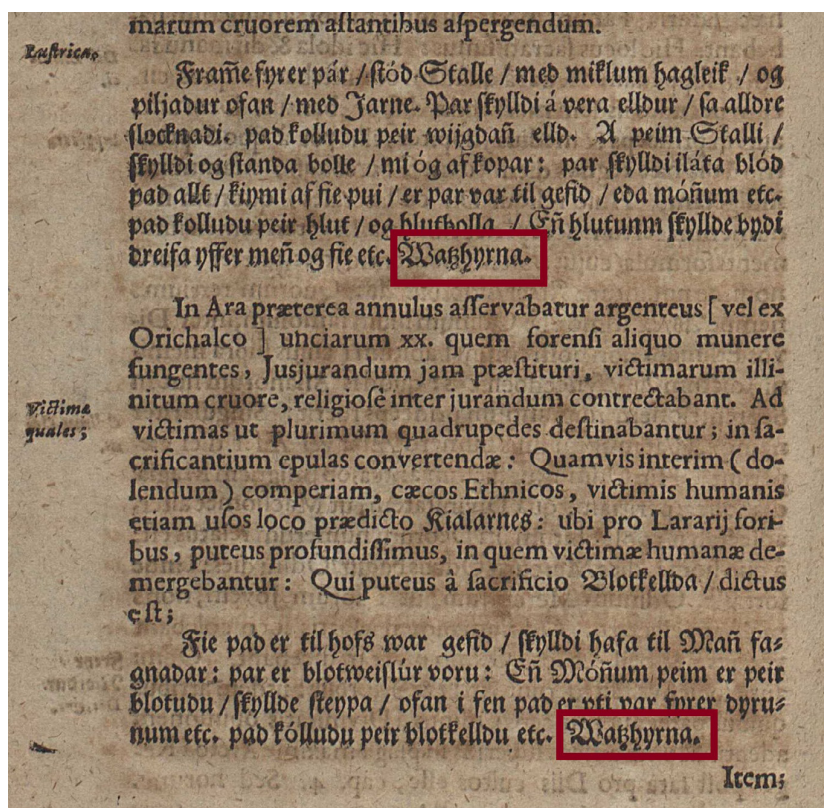 marum cruorem aſtantibus aſpergendum.
Luſtrica,
Fram̃e fyrer pár / ſtód Stalle / med miklum hagleik / og
piljadur ofan / med Jarne. Par ſkylldi á vera elldur / ſa alldre
ſlocknadi. pad kolludu peir wijgdañ elld. A peim Stalli /
ſkylldi og ſtanda bolle / mióg af kopar: par ſkylldi iláta blód
pad allt / kiymi af fie pui / er par var til gefid / eda móñum etc.
pad kolludu peir hlut / og hlutbolla / Eñ hlutunm ſkyllde bydi
dreifa yffer meñ og fie etc. Watzhyrna.
In Ara præterea annulus aſſervabatur argenteus [ vel ex
Orichalco ] unciarum xx. quem forenſi aliquo munere
fungentes, Jusjurandum jam ptæſtituri, victimarum illi-
Victimæ
nitum cruore, religioſè inter jurandum contrectabant. Ad
quales;
victimas ut plurimum quadrupedes deſtinabantur; in ſa-
crificantium epulas convertendæ: Quamvis interim ( do-
lendum ) comperiam, cæcos Ethnicos, victimis humanis
etiam uſos loco prædicto Kialarnes: ubi pro Lararij fori-
bus, puteus profundiſſimus, in quem victimæ humanæ de-
mergebantur: Qui puteus à ſacrificio Blotkellda / dictus
eſt;
Fie pad er til hofs war gefid / ſkylldi hafa til Mañ fa-
gnadar: par er blotweiſlúr voru: Eñ Móñum peim er peir
blotudu / ſkyllde ſteypa / ofan i fen pad er vti var fyrer dyru-
num etc. pad kólludu peir blotkelldu etc. Watzhyrna.
Item;